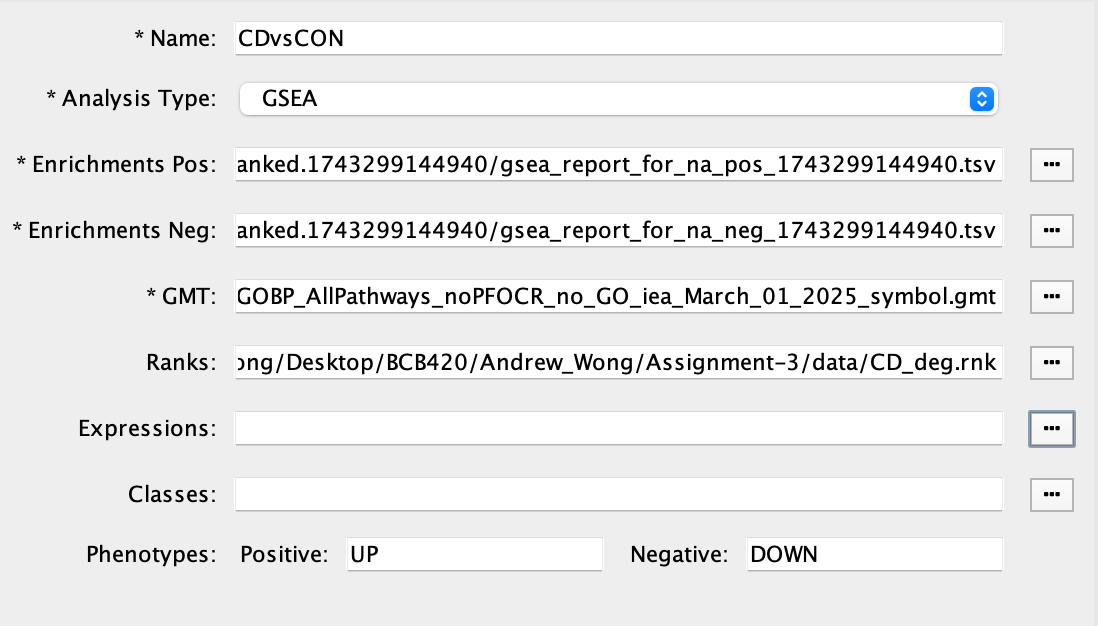 * Name: CDvsCON
* Analysis Type: GSEA
* Enrichments Pos: anked.1743299144940/gsea_report_for_na_pos_1743299144940.tsv ...
* Enrichments Neg: anked.1743299144940/gsea_report_for_na_neg_1743299144940.tsv ...
* GMT: GOBP_AllPathways_noPFOCR_no_GO_iea_March_01_2025_symbol.gmt ...
Ranks: ong/Desktop/BCB420/Andrew_Wong/Assignment-3/data/CD_deg.rnk ...
Expressions: ...
Classes: ...
Phenotypes: Positive: UP Negative: DOWN